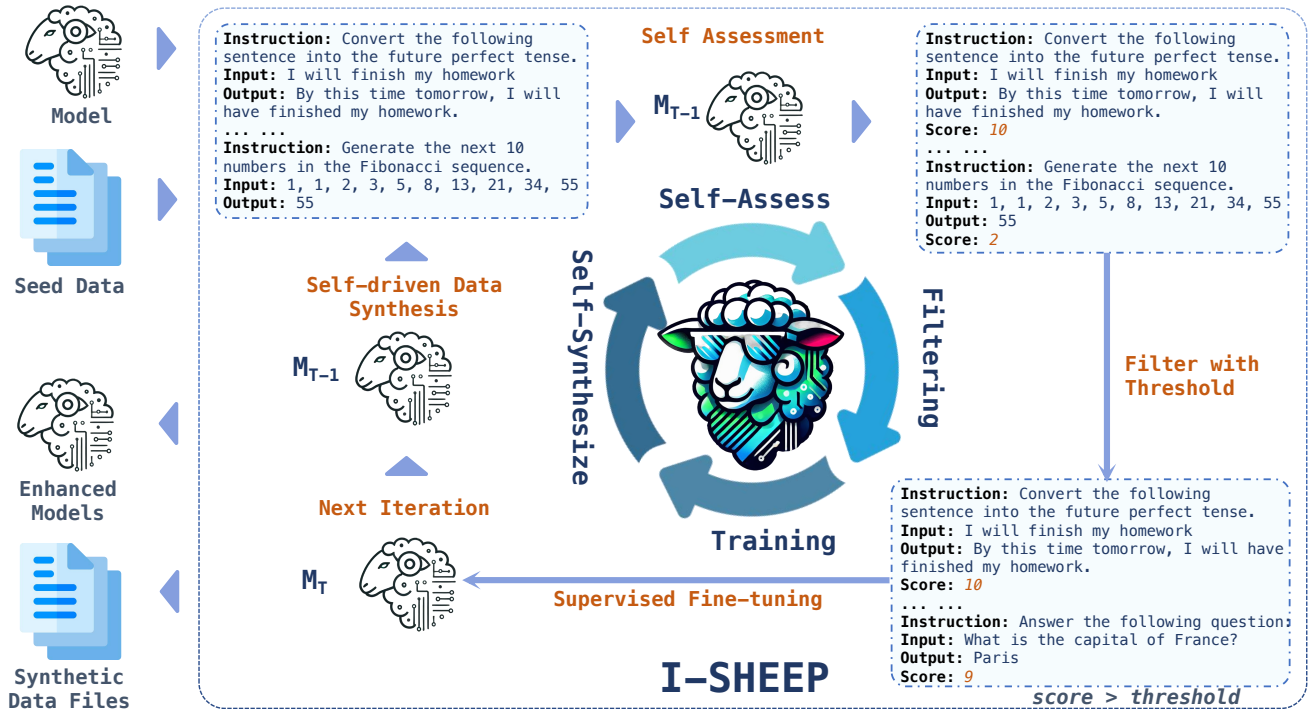 Model
Seed Data
Enhanced
Models
Synthetic
Data Files
Instruction: Convert the following
sentence into the future perfect tense.
Input: I will finish my homework
Output: By this time tomorrow, I will
have finished my homework.
... ...
Instruction: Generate the next 10
numbers in the Fibonacci sequence.
Input: 1, 1, 2, 3, 5, 8, 13, 21, 34, 55
Output: 55
Self Assessment
M_T-1
Self-Assess
Instruction: Convert the following
sentence into the future perfect tense.
Input: I will finish my homework
Output: By this time tomorrow, I will
have finished my homework.
Score: 10
... ...
Instruction: Generate the next 10
numbers in the Fibonacci sequence.
Input: 1, 1, 2, 3, 5, 8, 13, 21, 34, 55
Output: 55
Score: 2
Self-driven Data
Synthesis
M_T-1
Self-Synthesize
Filtering
Filter with
Threshold
Next Iteration
Training
M_T
Supervised Fine-tuning
Instruction: Convert the following
sentence into the future perfect tense.
Input: I will finish my homework
Output: By this time tomorrow, I will have
finished my homework.
Score: 10
... ...
Instruction: Answer the following question:
Input: What is the capital of France?
Output: Paris
Score: 9
I-SHEEP
score > threshold